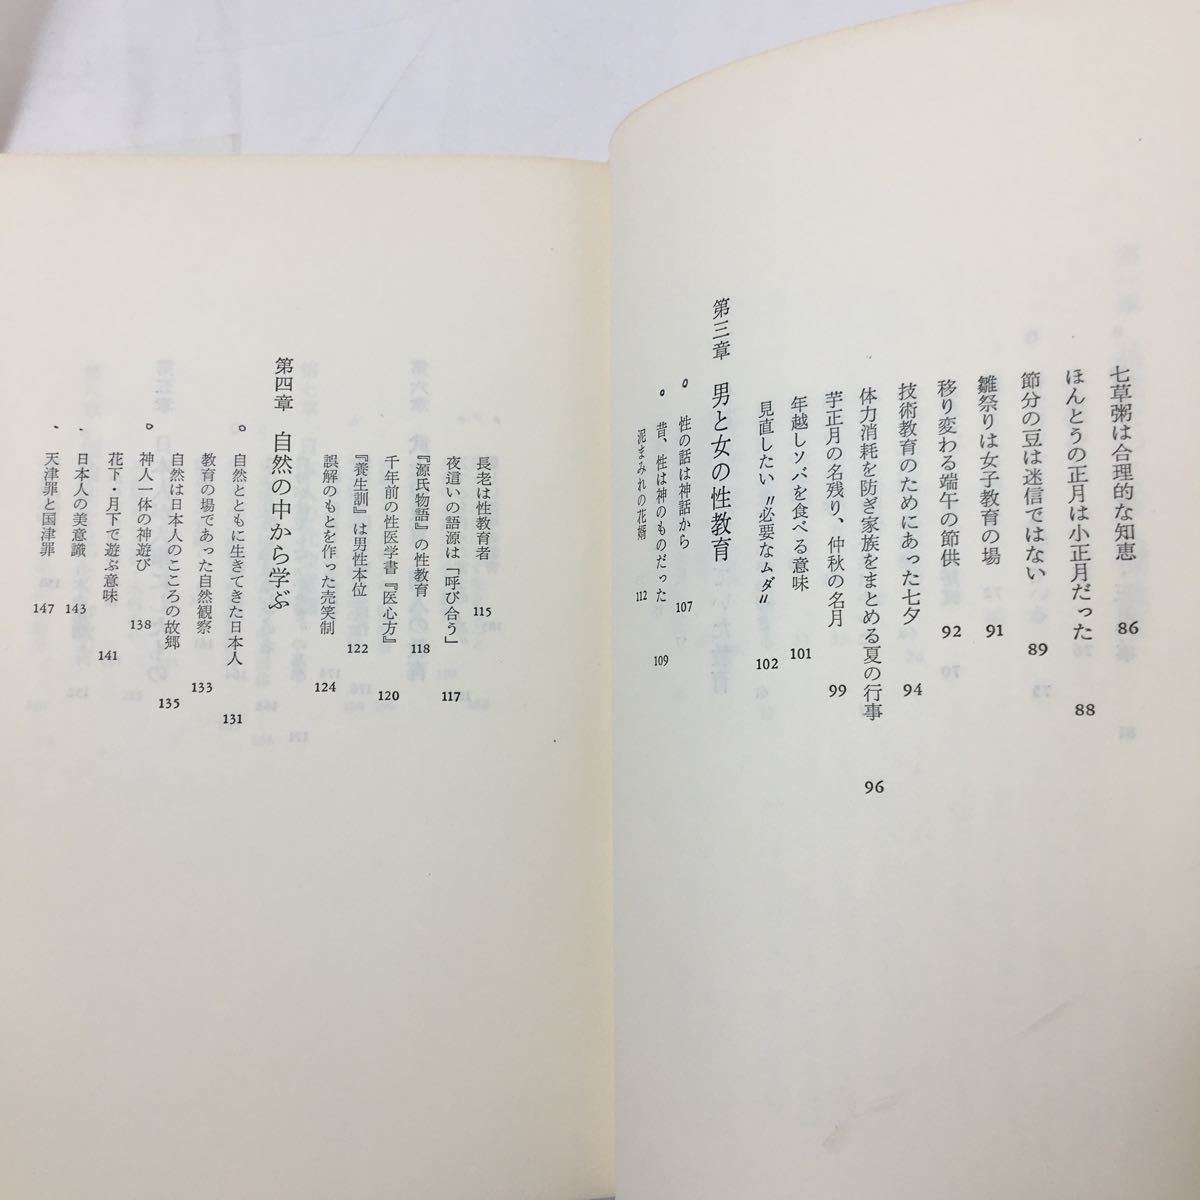 七草粥は合理的な知恵 86
ほんとうの正月は小正月だった 88
節分の豆は迷信ではない 89
雛祭りは女子教育の場 91
移り変わる端午の節供 92
技術教育のためにあった七夕 94
体力消耗を防ぎ家族をまとめる夏の行事 96
芋正月の名残り、仲秋の名月 99
年越しソバを食べる意味 101
見直したい〝必要なムダ〟 102
第三章 男と女の性教育
性の話は神話から 107
昔、性は神のものだった 109
泥まみれの花婿 112
長老は性教育者 115
夜這いの語源は「呼び合う」 117
『源氏物語』の性教育 118
千年前の性医学書『医心方』 120
『養生訓』は男性本位 122
誤解のもとを作った売笑制 124
第四章 自然の中から学ぶ
自然とともに生きてきた日本人 131
教育の場であった自然観察 133
自然は日本人のこころの故郷 135
神人一体の神遊び 138
花下・月下で遊ぶ意味 141
日本人の美意識 143
天津罪と国津罪 147